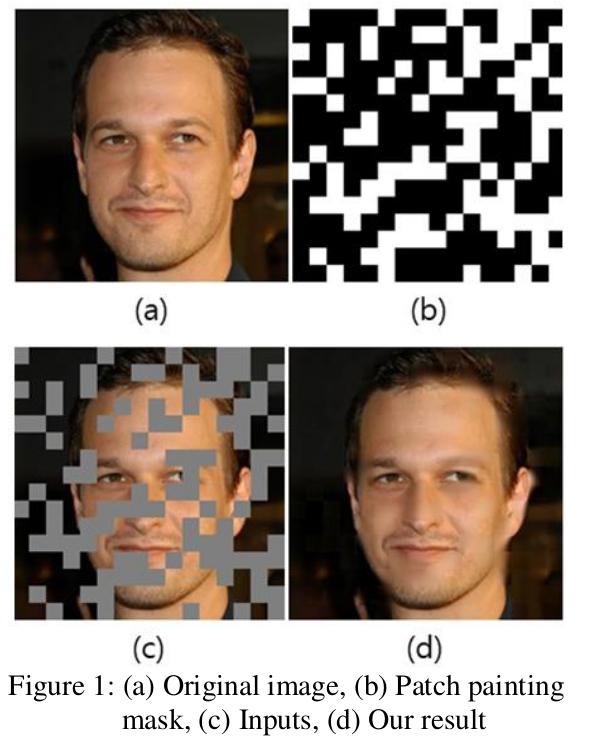 (a)
(b)
(c)
(d)
Figure 1: (a) Original image, (b) Patch painting
mask, (c) Inputs, (d) Our result